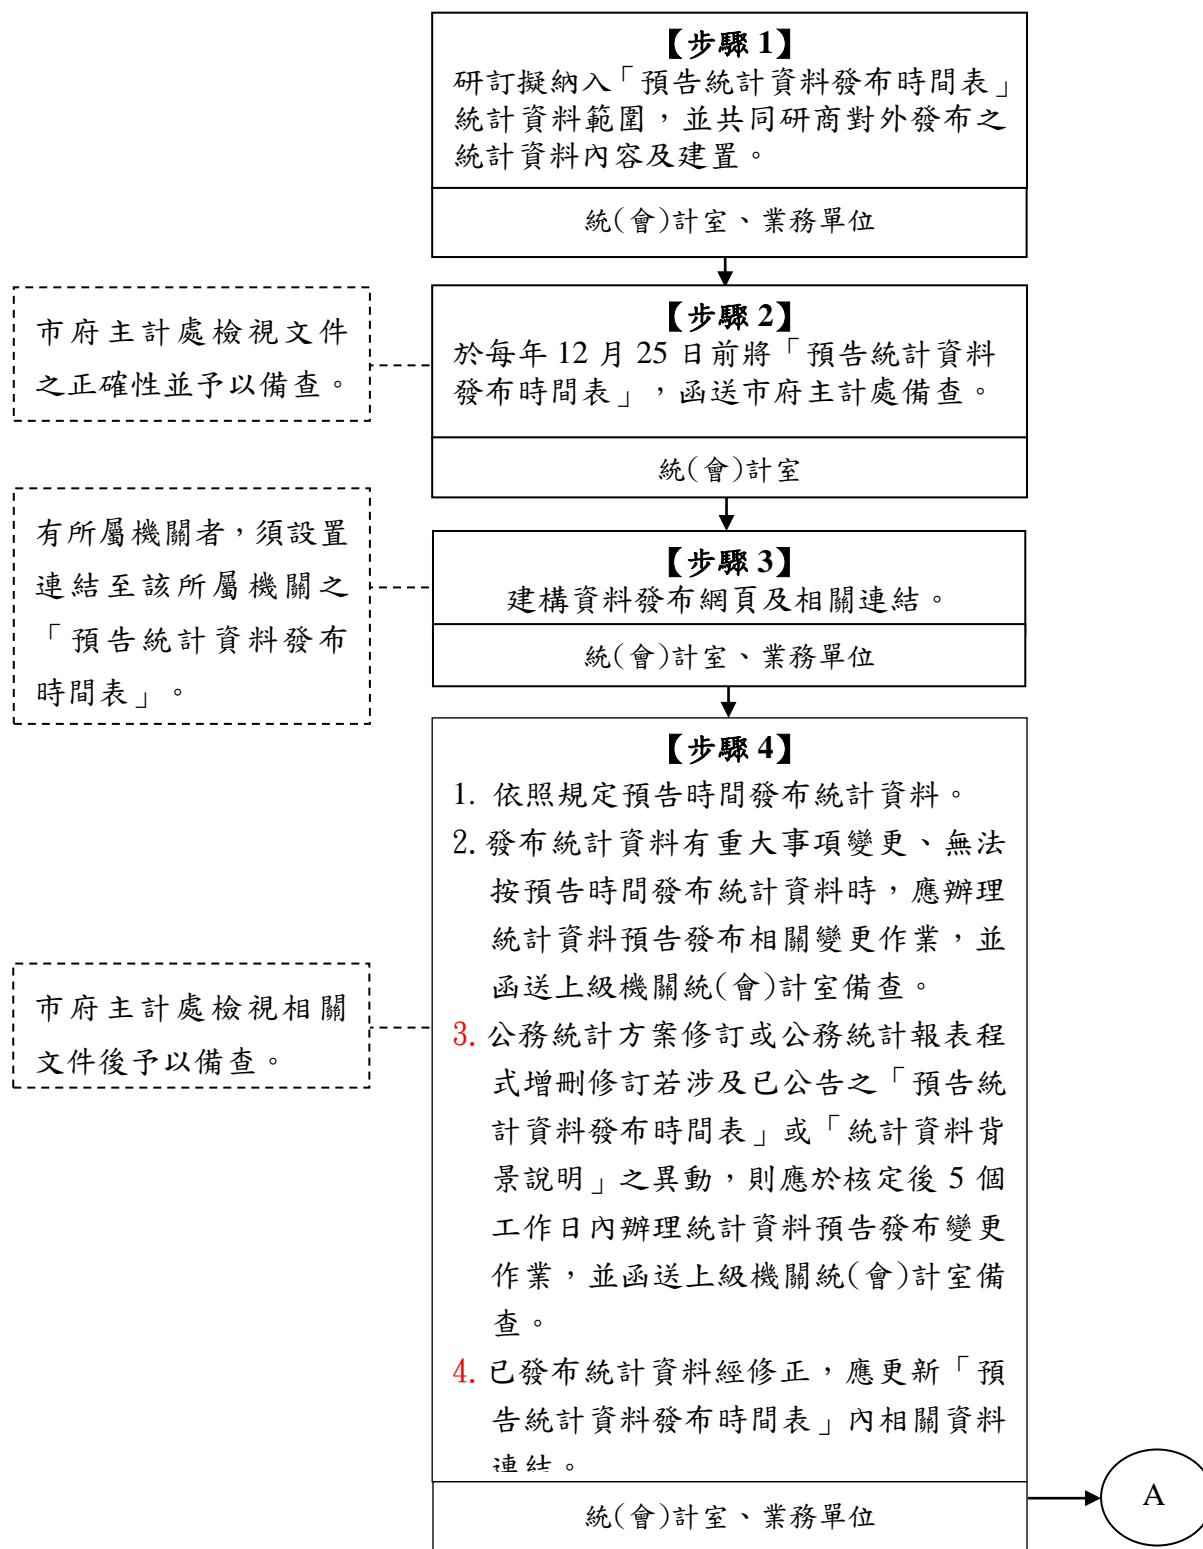 【步驟 1】
研訂擬納入「預告統計資料發布時間表」
統計資料範圍，並共同研商對外發布之
統計資料內容及建置。
統(會)計室、業務單位
市府主計處檢視文件
之正確性並予以備查。
【步驟 2】
於每年 12 月 25 日前將「預告統計資料
發布時間表」，函送市府主計處備查。
統(會)計室
有所屬機關者，須設置
連結至該所屬機關之
「預告統計資料發布
時間表」。
【步驟 3】
建構資料發布網頁及相關連結。
統(會)計室、業務單位
【步驟 4】
1. 依照規定預告時間發布統計資料。
2. 發布統計資料有重大事項變更、無法
按預告時間發布統計資料時，應辦理
統計資料預告發布相關變更作業，並
函送上級機關統(會)計室備查。
市府主計處檢視相關
文件後予以備查。
3. 公務統計方案修訂或公務統計報表程
式增刪修訂若涉及已公告之「預告統
計資料發布時間表」或「統計資料背
景說明」之異動，則應於核定後 5 個
工作日內辦理統計資料預告發布變更
作業，並函送上級機關統(會)計室備
查。
4. 已發布統計資料經修正，應更新「預
告統計資料發布時間表」內相關資料
連結。
統(會)計室、業務單位
A